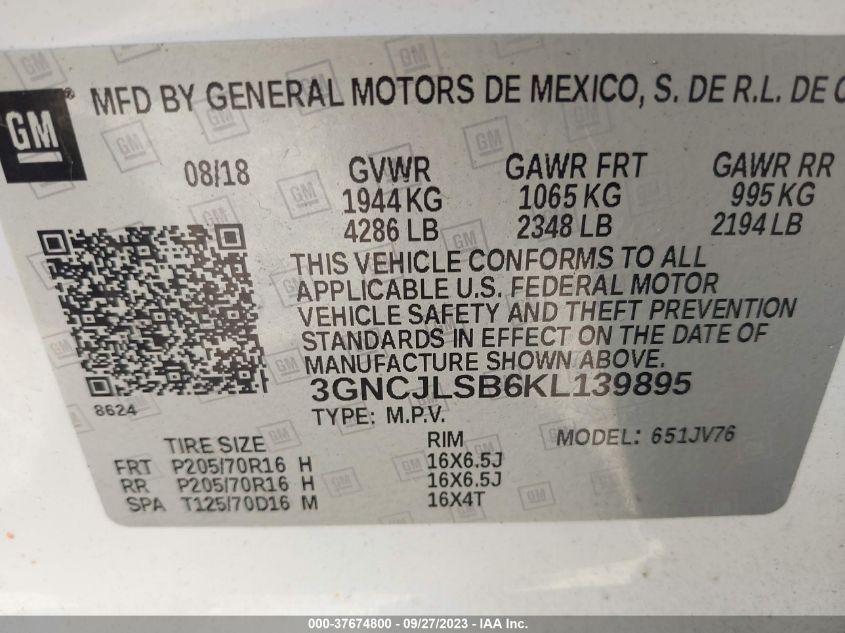 GM ® MFD BY GENERAL MOTORS DE MEXICO, S. DE R.L. DE C
08/18 GVWR GAWR FRT GAWR RR
1944 KG 1065 KG 995 KG
4286 LB 2348 LB 2194 LB
THIS VEHICLE CONFORMS TO ALL
APPLICABLE U.S. FEDERAL MOTOR
VEHICLE SAFETY AND THEFT PREVENTION
STANDARDS IN EFFECT ON THE DATE OF
MANUFACTURE SHOWN ABOVE.
3GNCJLSB6KL139895
8624
TYPE: M.P.V.
MODEL: 651JV76
TIRE SIZE RIM
FRT P205/70R16 H 16X6.5J
RR P205/70R16 H 16X6.5J
SPA T125/70D16 M 16X4T
000-37674800 - 09/27/2023 - IAA Inc.